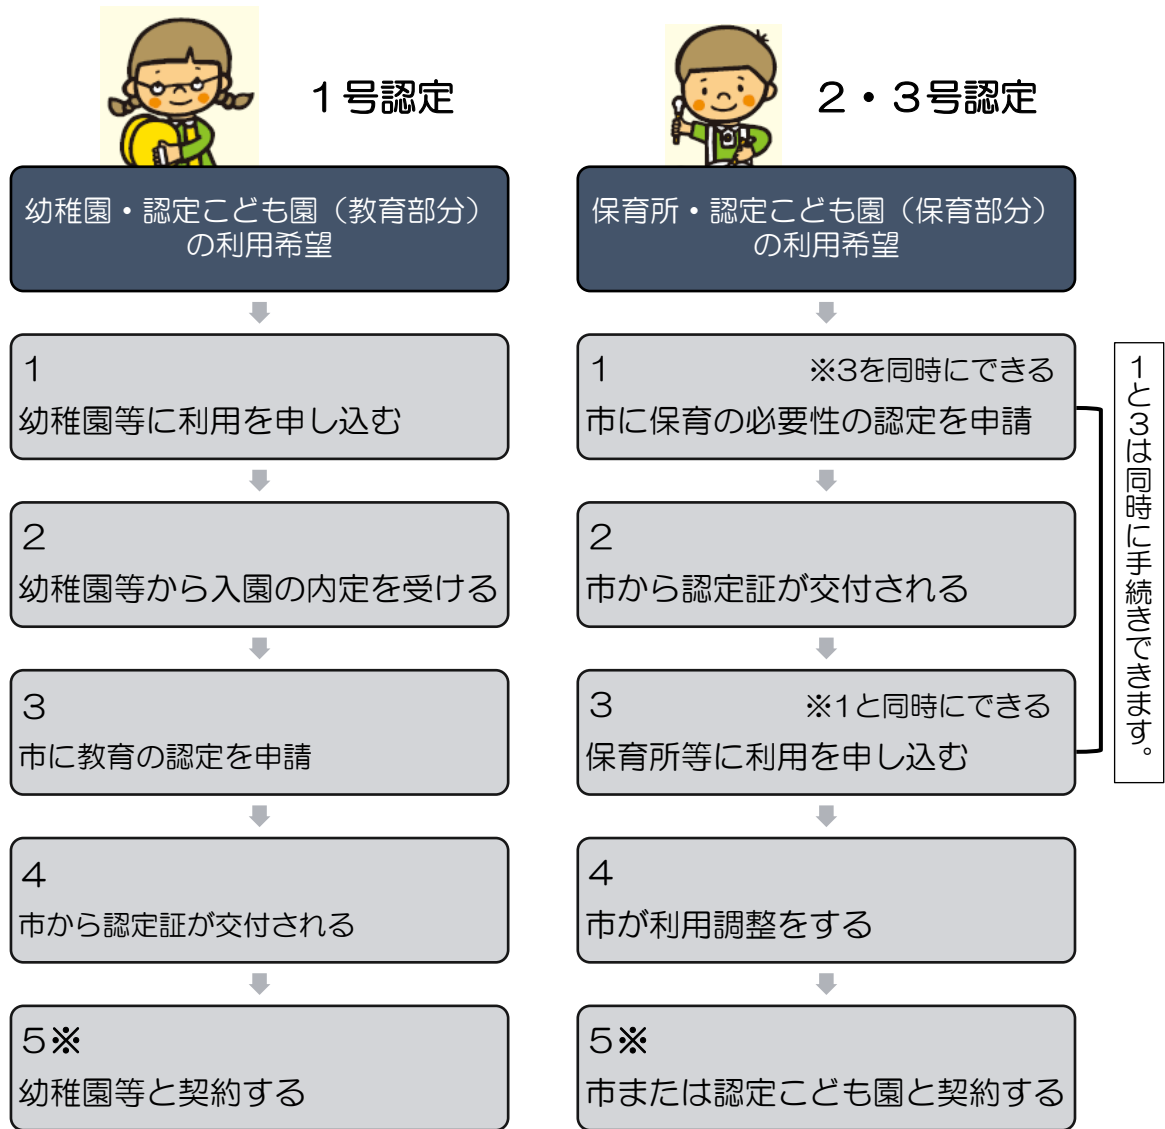 1号認定
幼稚園・認定こども園（教育部分）
の利用希望
1
幼稚園等に利用を申し込む
2
幼稚園等から入園の内定を受ける
3
市に教育の認定を申請
4
市から認定証が交付される
5※
幼稚園等と契約する
2・3号認定
保育所・認定こども園（保育部分）
の利用希望
1 ※3を同時にできる
市に保育の必要性の認定を申請
2
市から認定証が交付される
3 ※1と同時にできる
保育所等に利用を申し込む
4
市が利用調整をする
5※
市または認定こども園と契約する
1と3は同時に手続きできます。